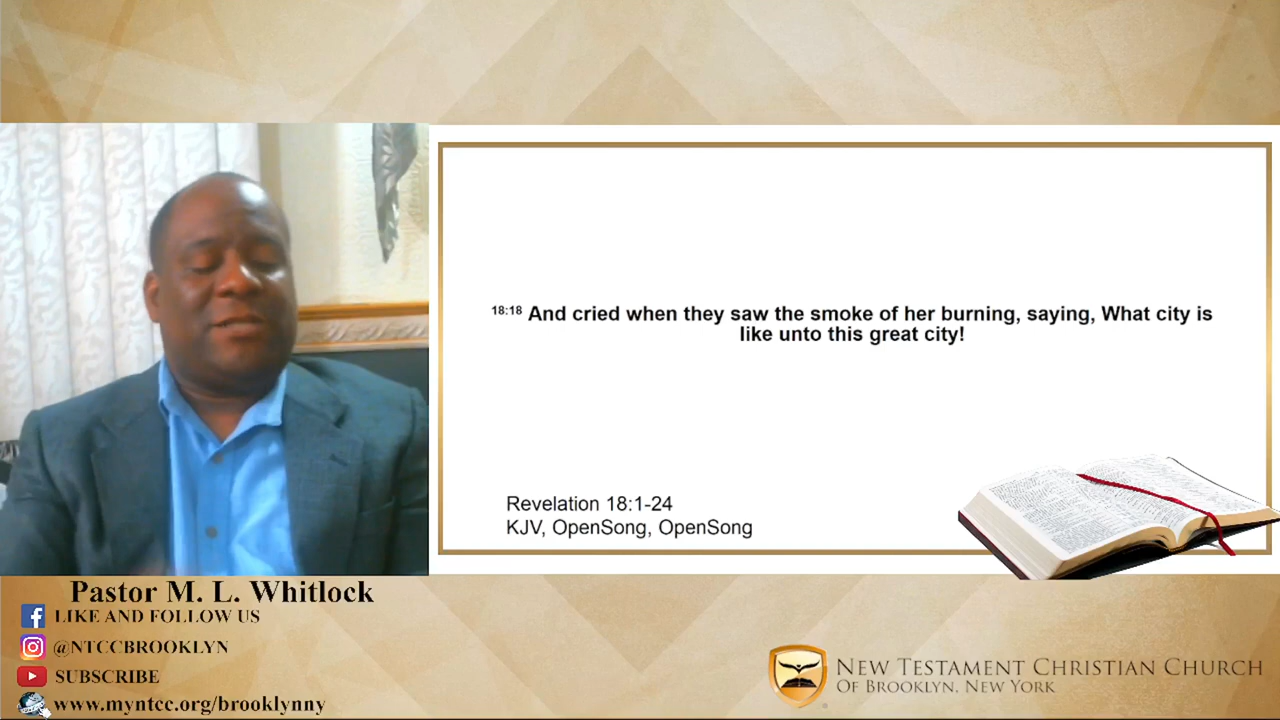 18:18 And cried when they saw the smoke of her burning, saying, What city is
like unto this great city!
Revelation 18:1-24
KJV, OpenSong, OpenSong
Pastor M. L. Whitlock
LIKE AND FOLLOW US
@NTCCBROOKLYN
SUBSCRIBE
www.myntcc.org/brooklynny
NEW TESTAMENT CHRISTIAN CHURCH
OF BROOKLYN, NEW YORK